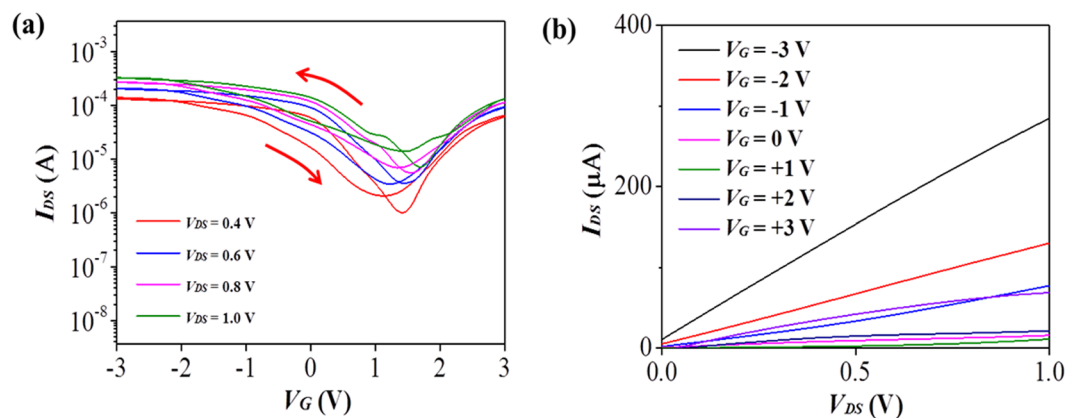 (a)
I_DS (A)
10⁻³
10⁻⁴
10⁻⁵
10⁻⁶
10⁻⁷
10⁻⁸
V_DS = 0.4 V
V_DS = 0.6 V
V_DS = 0.8 V
V_DS = 1.0 V
-3 -2 -1 0 1 2 3
V_G (V)
(b)
I_DS (µA)
400
200
0
V_G = -3 V
V_G = -2 V
V_G = -1 V
V_G = 0 V
V_G = +1 V
V_G = +2 V
V_G = +3 V
0.0 0.5 1.0
V_DS (V)